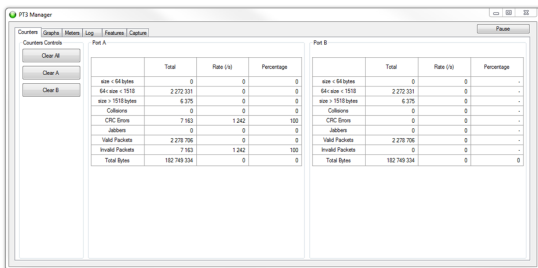 PT3 Manager
Counters Graphs Meters Log Features Capture
Pause
Counters Controls
Clear All
Clear A
Clear B
Port A
Total Rate (/s) Percentage
size < 64 bytes 0 0 0
64< size < 1518 2 272 331 0 0
size > 1518 bytes 6 375 0 0
Collisions 0 0 0
CRC Errors 7 163 1 242 100
Jabbers 0 0 0
Valid Packets 2 278 706 0 0
Invalid Packets 7 163 1 242 100
Total Bytes 182 749 334 0 0
Port B
Total Rate (/s) Percentage
size < 64 bytes 0 0 -
64< size < 1518 2 272 331 0 -
size > 1518 bytes 6 375 0 -
Collisions 0 0 -
CRC Errors 0 0 -
Jabbers 0 0 -
Valid Packets 2 278 706 0 -
Invalid Packets 0 0 -
Total Bytes 182 749 334 0 0